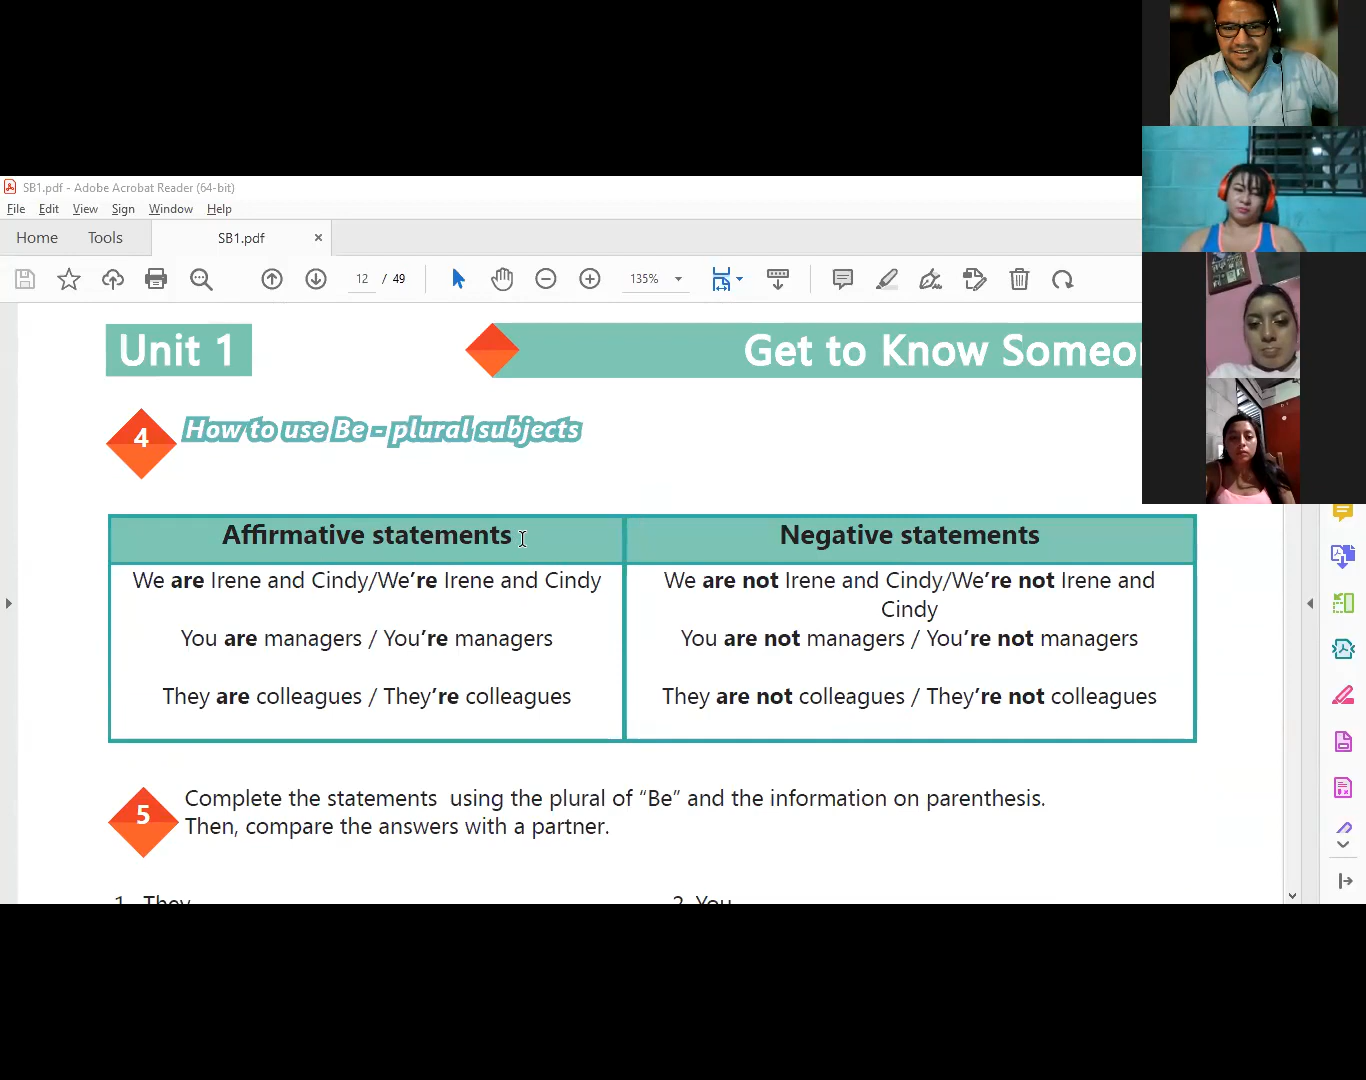 SB1.pdf - Adobe Acrobat Reader (64-bit)
File Edit View Sign Window Help
Home Tools SB1.pdf ×
12 / 49 135%
Unit 1
Get to Know Someo
4 How to use Be - plural subjects
Affirmative statements
Negative statements
We are Irene and Cindy/We're Irene and Cindy
We are not Irene and Cindy/We're not Irene and
Cindy
You are managers / You're managers
You are not managers / You're not managers
They are colleagues / They're colleagues
They are not colleagues / They're not colleagues
5 Complete the statements using the plural of “Be” and the information on parenthesis.
Then, compare the answers with a partner.
1. They
2. You